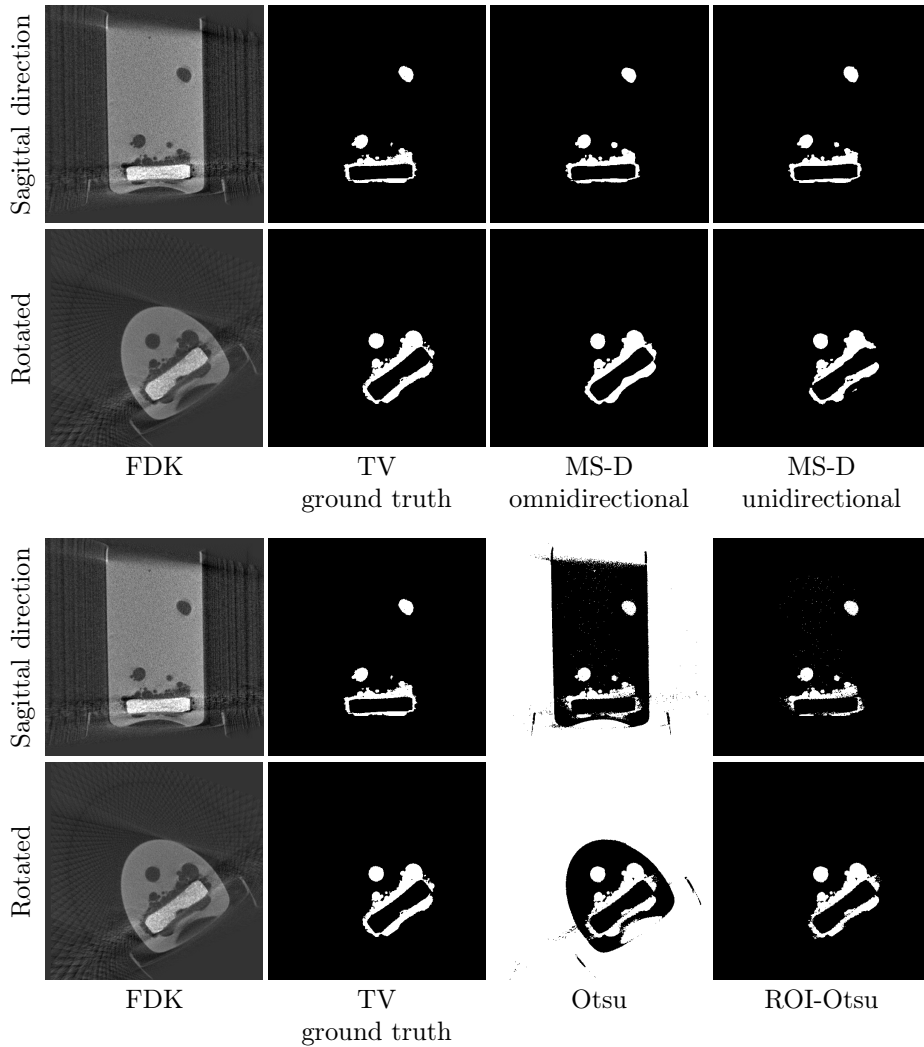 Sagittal direction
Rotated
FDK
TV
ground truth
MS-D
omnidirectional
MS-D
unidirectional
Sagittal direction
Rotated
FDK
TV
ground truth
Otsu
ROI-Otsu